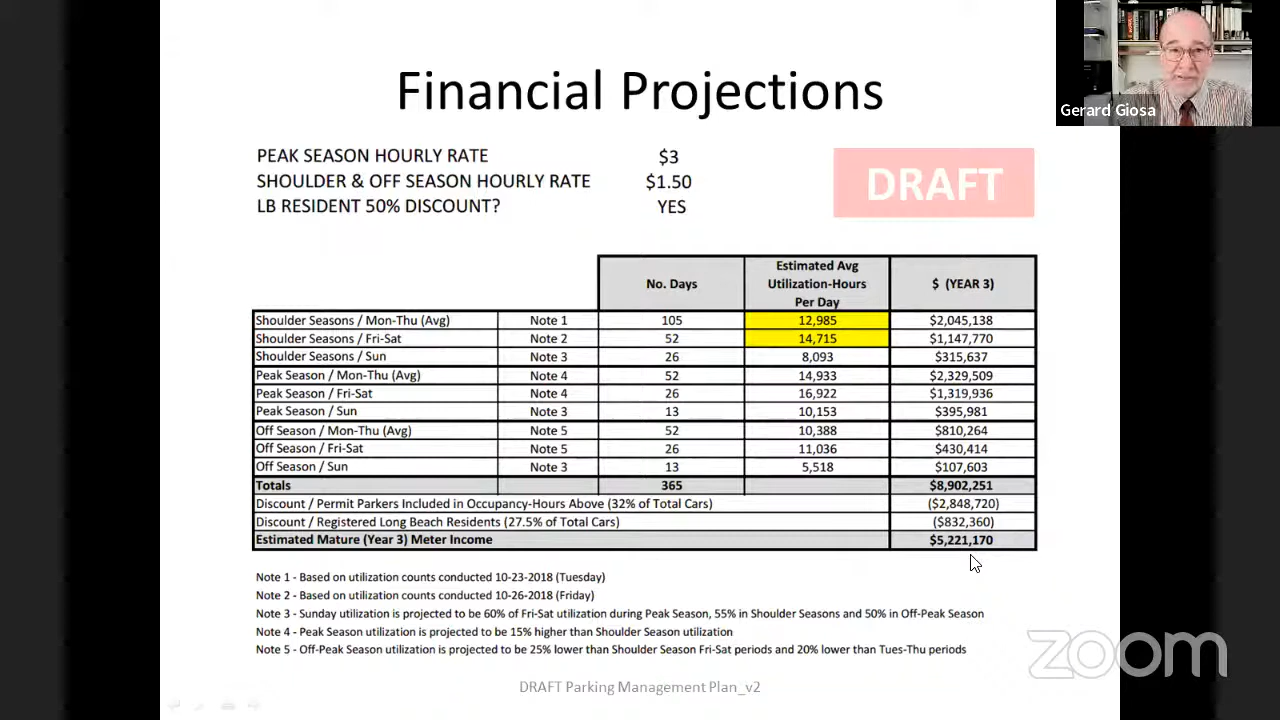 Gerard Giosa
Financial Projections
PEAK SEASON HOURLY RATE $3
SHOULDER & OFF SEASON HOURLY RATE $1.50
LB RESIDENT 50% DISCOUNT? YES
DRAFT
No. Days Estimated Avg Utilization-Hours Per Day $ (YEAR 3)
Shoulder Seasons / Mon-Thu (Avg) Note 1 105 12,985 $2,045,138
Shoulder Seasons / Fri-Sat Note 2 52 14,715 $1,147,770
Shoulder Seasons / Sun Note 3 26 8,093 $315,637
Peak Season / Mon-Thu (Avg) Note 4 52 14,933 $2,329,509
Peak Season / Fri-Sat Note 4 26 16,922 $1,319,936
Peak Season / Sun Note 3 13 10,153 $395,981
Off Season / Mon-Thu (Avg) Note 5 52 10,388 $810,264
Off Season / Fri-Sat Note 5 26 11,036 $430,414
Off Season / Sun Note 3 13 5,518 $107,603
Totals 365 $8,902,251
Discount / Permit Parkers Included in Occupancy-Hours Above (32% of Total Cars) ($2,848,720)
Discount / Registered Long Beach Residents (27.5% of Total Cars) ($832,360)
Estimated Mature (Year 3) Meter Income $5,221,170
Note 1 - Based on utilization counts conducted 10-23-2018 (Tuesday)
Note 2 - Based on utilization counts conducted 10-26-2018 (Friday)
Note 3 - Sunday utilization is projected to be 60% of Fri-Sat utilization during Peak Season, 55% in Shoulder Seasons and 50% in Off-Peak Season
Note 4 - Peak Season utilization is projected to be 15% higher than Shoulder Season utilization
Note 5 - Off-Peak Season utilization is projected to be 25% lower than Shoulder Season Fri-Sat periods and 20% lower than Tues-Thu periods
zoom
DRAFT Parking Management Plan_v2